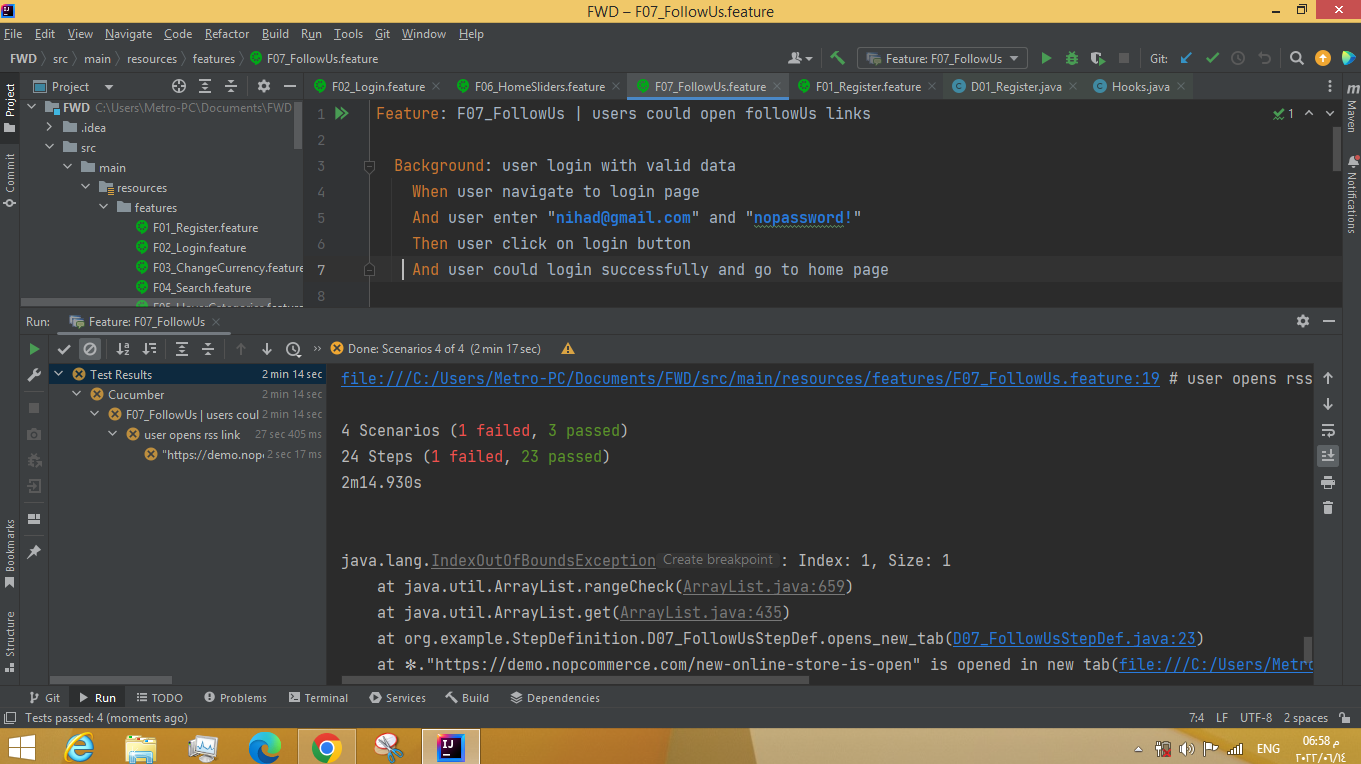 FWD – F07_FollowUs.feature
File Edit View Navigate Code Refactor Build Run Tools Git Window Help
FWD src main resources features F07_FollowUs.feature
Feature: F07_FollowUs
Git:
Project
F02_Login.feature F06_HomeSliders.feature F07_FollowUs.feature F01_Register.feature D01_Register.java Hooks.java
Project
Commit
Bookmarks
Structure
Maven
Notifications
FWD C:\Users\Metro-PC\Documents\FWD
.idea
src
main
resources
features
F01_Register.feature
F02_Login.feature
F03_ChangeCurrency.feature
F04_Search.feature
1 Feature: F07_FollowUs | users could open followUs links
1
2
3 Background: user login with valid data
4 When user navigate to login page
5 And user enter "nihad@gmail.com" and "nopassword!"
6 Then user click on login button
7 And user could login successfully and go to home page
8
Run: Feature: F07_FollowUs
Done: Scenarios 4 of 4 (2 min 17 sec)
Test Results 2 min 14 sec
Cucumber 2 min 14 sec
F07_FollowUs | users coul 2 min 14 sec
user opens rss link 27 sec 405 ms
"https://demo.nop 2 sec 17 ms
file:///C:/Users/Metro-PC/Documents/FWD/src/main/resources/features/F07_FollowUs.feature:19 # user opens rss
4 Scenarios (1 failed, 3 passed)
24 Steps (1 failed, 23 passed)
2m14.930s
java.lang.IndexOutOfBoundsException Create breakpoint : Index: 1, Size: 1
at java.util.ArrayList.rangeCheck(ArrayList.java:659)
at java.util.ArrayList.get(ArrayList.java:435)
at org.example.StepDefinition.D07_FollowUsStepDef.opens_new_tab(D07_FollowUsStepDef.java:23)
at ✻."https://demo.nopcommerce.com/new-online-store-is-open" is opened in new tab(file:///C:/Users/Metro
Git Run TODO Problems Terminal Services Build Dependencies
Tests passed: 4 (moments ago)
7:4 LF UTF-8 2 spaces
ENG
06:58 م
٢٠٢٢/٠٦/١٤